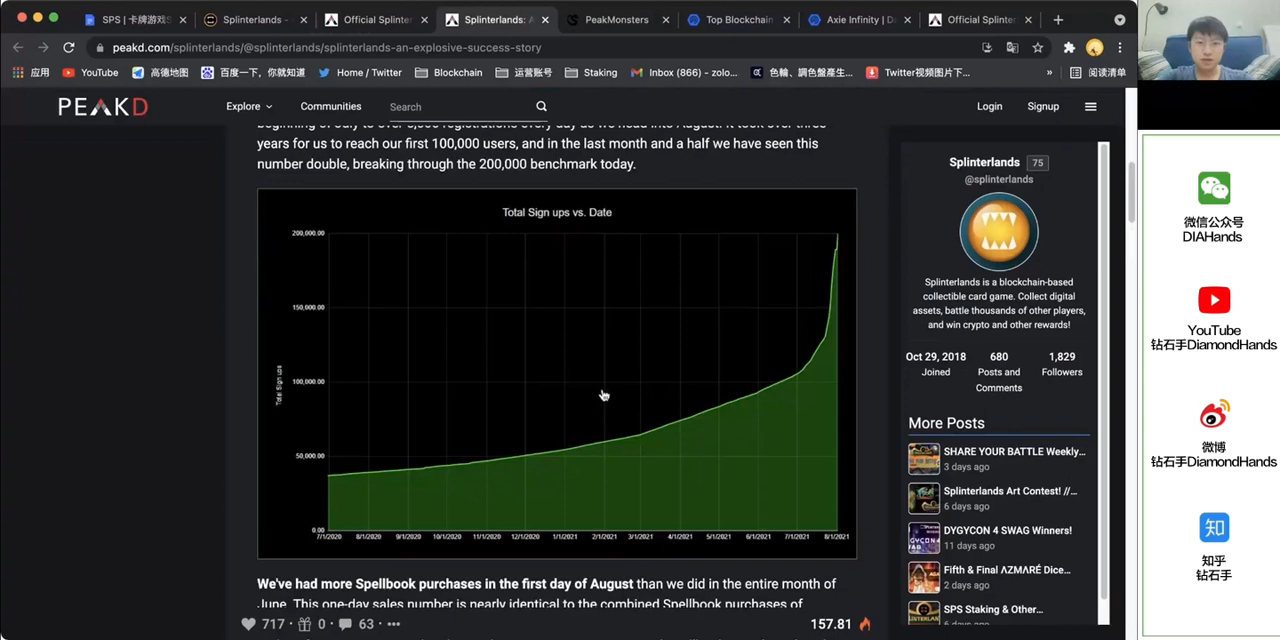 SPS | 卡牌游戏S
Splinterlands -
Official Splinter
Splinterlands: A
PeakMonsters
Top Blockchain
Axie Infinity | D
Official Splinter
peakd.com/splinterlands/@splinterlands/splinterlands-an-explosive-success-story
应用
YouTube
高德地图
百度一下，你就知道
Home / Twitter
Blockchain
运营账号
Staking
Inbox (866) - zolo...
色輪、調色盤產生...
Twitter视频图片下...
»
阅读清单
PEAKD
Explore
Communities
Search
Login
Signup
years for us to reach our first 100,000 users, and in the last month and a half we have seen this
number double, breaking through the 200,000 benchmark today.
Total Sign ups vs. Date
200,000.00
150,000.00
100,000.00
50,000.00
0.00
Total Sign ups
7/1/2020 8/1/2020 9/1/2020 10/1/2020 11/1/2020 12/1/2020 1/1/2021 2/1/2021 3/1/2021 4/1/2021 5/1/2021 6/1/2021 7/1/2021 8/1/2021
We've had more Spellbook purchases in the first day of August than we did in the entire month of
June. This one-day sales number is nearly identical to the combined Spellbook purchases of
717 · 0 · 63 · •••
157.81
Splinterlands 75
@splinterlands
Splinterlands is a blockchain-based
collectible card game. Collect digital
assets, battle thousands of other players,
and win crypto and other rewards!
Oct 29, 2018 680 1,829
Joined Posts and Followers
Comments
More Posts
SHARE YOUR BATTLE Weekly...
3 days ago
Splinterlands Art Contest! //...
6 days ago
DYGYCON 4 SWAG Winners!
11 days ago
Fifth & Final AZMARÉ Dice...
2 days ago
SPS Staking & Other...
微信公众号
DIAHands
YouTube
钻石手DiamondHands
微博
钻石手DiamondHands
知
知乎
钻石手